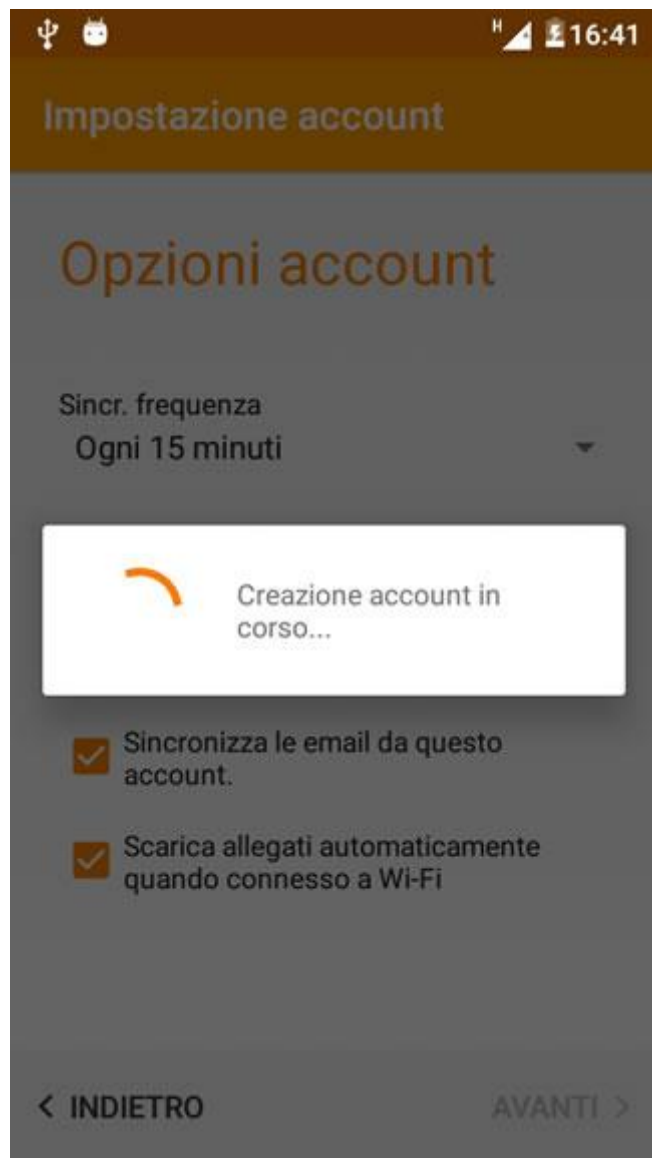 H 16:41
Impostazione account
Opzioni account
Sincr. frequenza
Ogni 15 minuti
Creazione account in
corso...
Sincronizza le email da questo
account.
Scarica allegati automaticamente
quando connesso a Wi-Fi
< INDIETRO AVANTI >